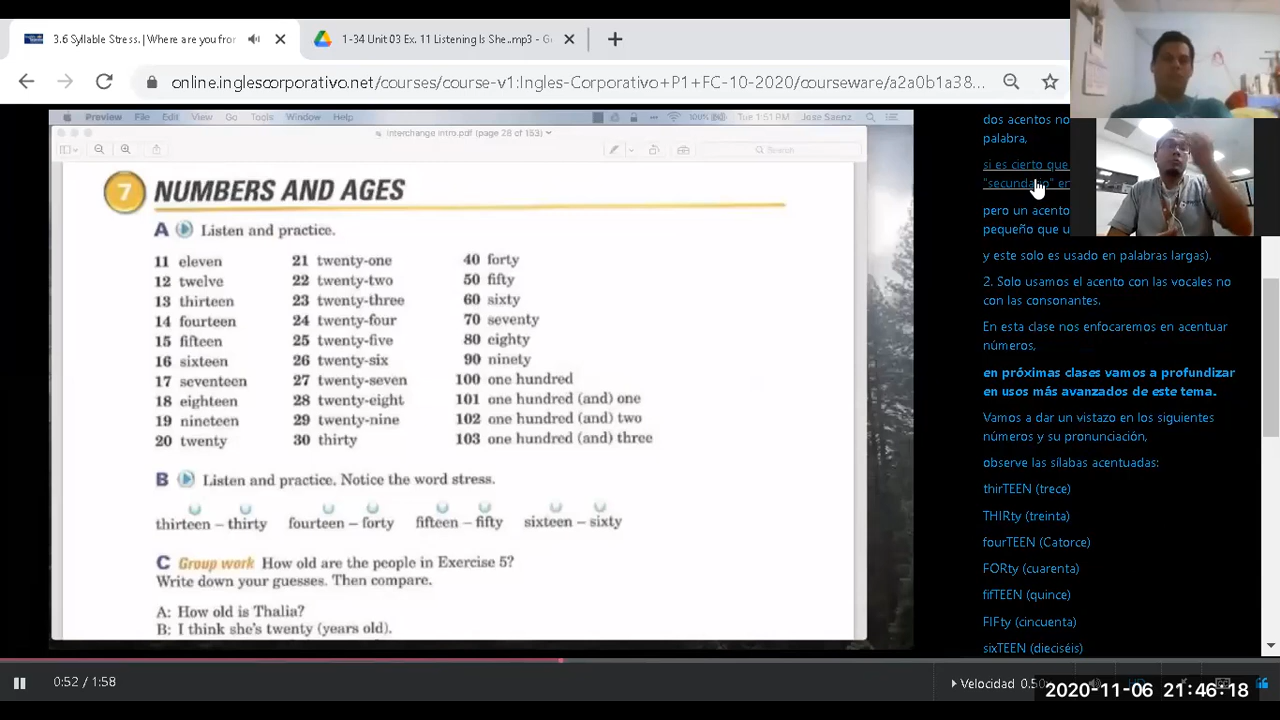 3.6 Syllable Stress. | Where are you from
1-34 Unit 03 Ex. 11 Listening Is She..mp3 - G
online.inglescorporativo.net/courses/course-v1:Ingles-Corporativo+P1+FC-10-2020/courseware/a2a0b1a38...
Preview File Edit View Go Tools Window Help
100% Tue 1:51 PM Jose Saenz
interchange intro.pdf (page 28 of 153)
Search
7 NUMBERS AND AGES
A Listen and practice.
11 eleven 21 twenty-one 40 forty
12 twelve 22 twenty-two 50 fifty
13 thirteen 23 twenty-three 60 sixty
14 fourteen 24 twenty-four 70 seventy
15 fifteen 25 twenty-five 80 eighty
16 sixteen 26 twenty-six 90 ninety
17 seventeen 27 twenty-seven 100 one hundred
18 eighteen 28 twenty-eight 101 one hundred (and) one
19 nineteen 29 twenty-nine 102 one hundred (and) two
20 twenty 30 thirty 103 one hundred (and) three
B Listen and practice. Notice the word stress.
thirteen – thirty fourteen – forty fifteen – fifty sixteen – sixty
C Group work How old are the people in Exercise 5?
Write down your guesses. Then compare.
A: How old is Thalia?
B: I think she's twenty (years old).
dos acentos no
palabra,
si es cierto que
"secundario" en
pero un acento
pequeño que u
y este solo es usado en palabras largas).
2. Solo usamos el acento con las vocales no
con las consonantes.
En esta clase nos enfocaremos en acentuar
números,
en próximas clases vamos a profundizar
en usos más avanzados de este tema.
Vamos a dar un vistazo en los siguientes
números y su pronunciación,
observe las sílabas acentuadas:
thirTEEN (trece)
THIRty (treinta)
fourTEEN (Catorce)
FORty (cuarenta)
fifTEEN (quince)
FIFty (cincuenta)
sixTEEN (dieciséis)
0:52 / 1:58
Velocidad 0.50x
2020-11-06 21:46:18